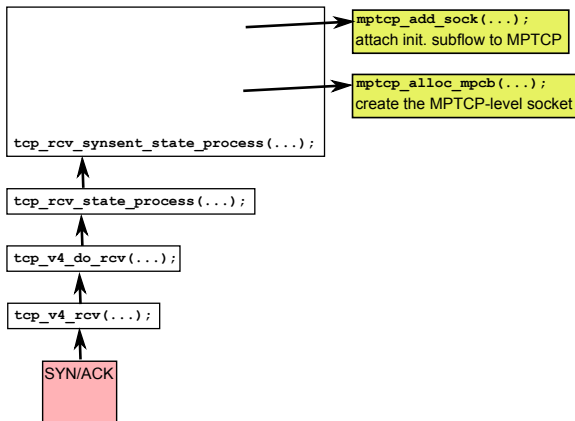 mptcp_add_sock(...);
attach init. subflow to MPTCP
mptcp_alloc_mpcb(...);
create the MPTCP-level socket
tcp_rcv_synsent_state_process(...);
tcp_rcv_state_process(...);
tcp_v4_do_rcv(...);
tcp_v4_rcv(...);
SYN/ACK